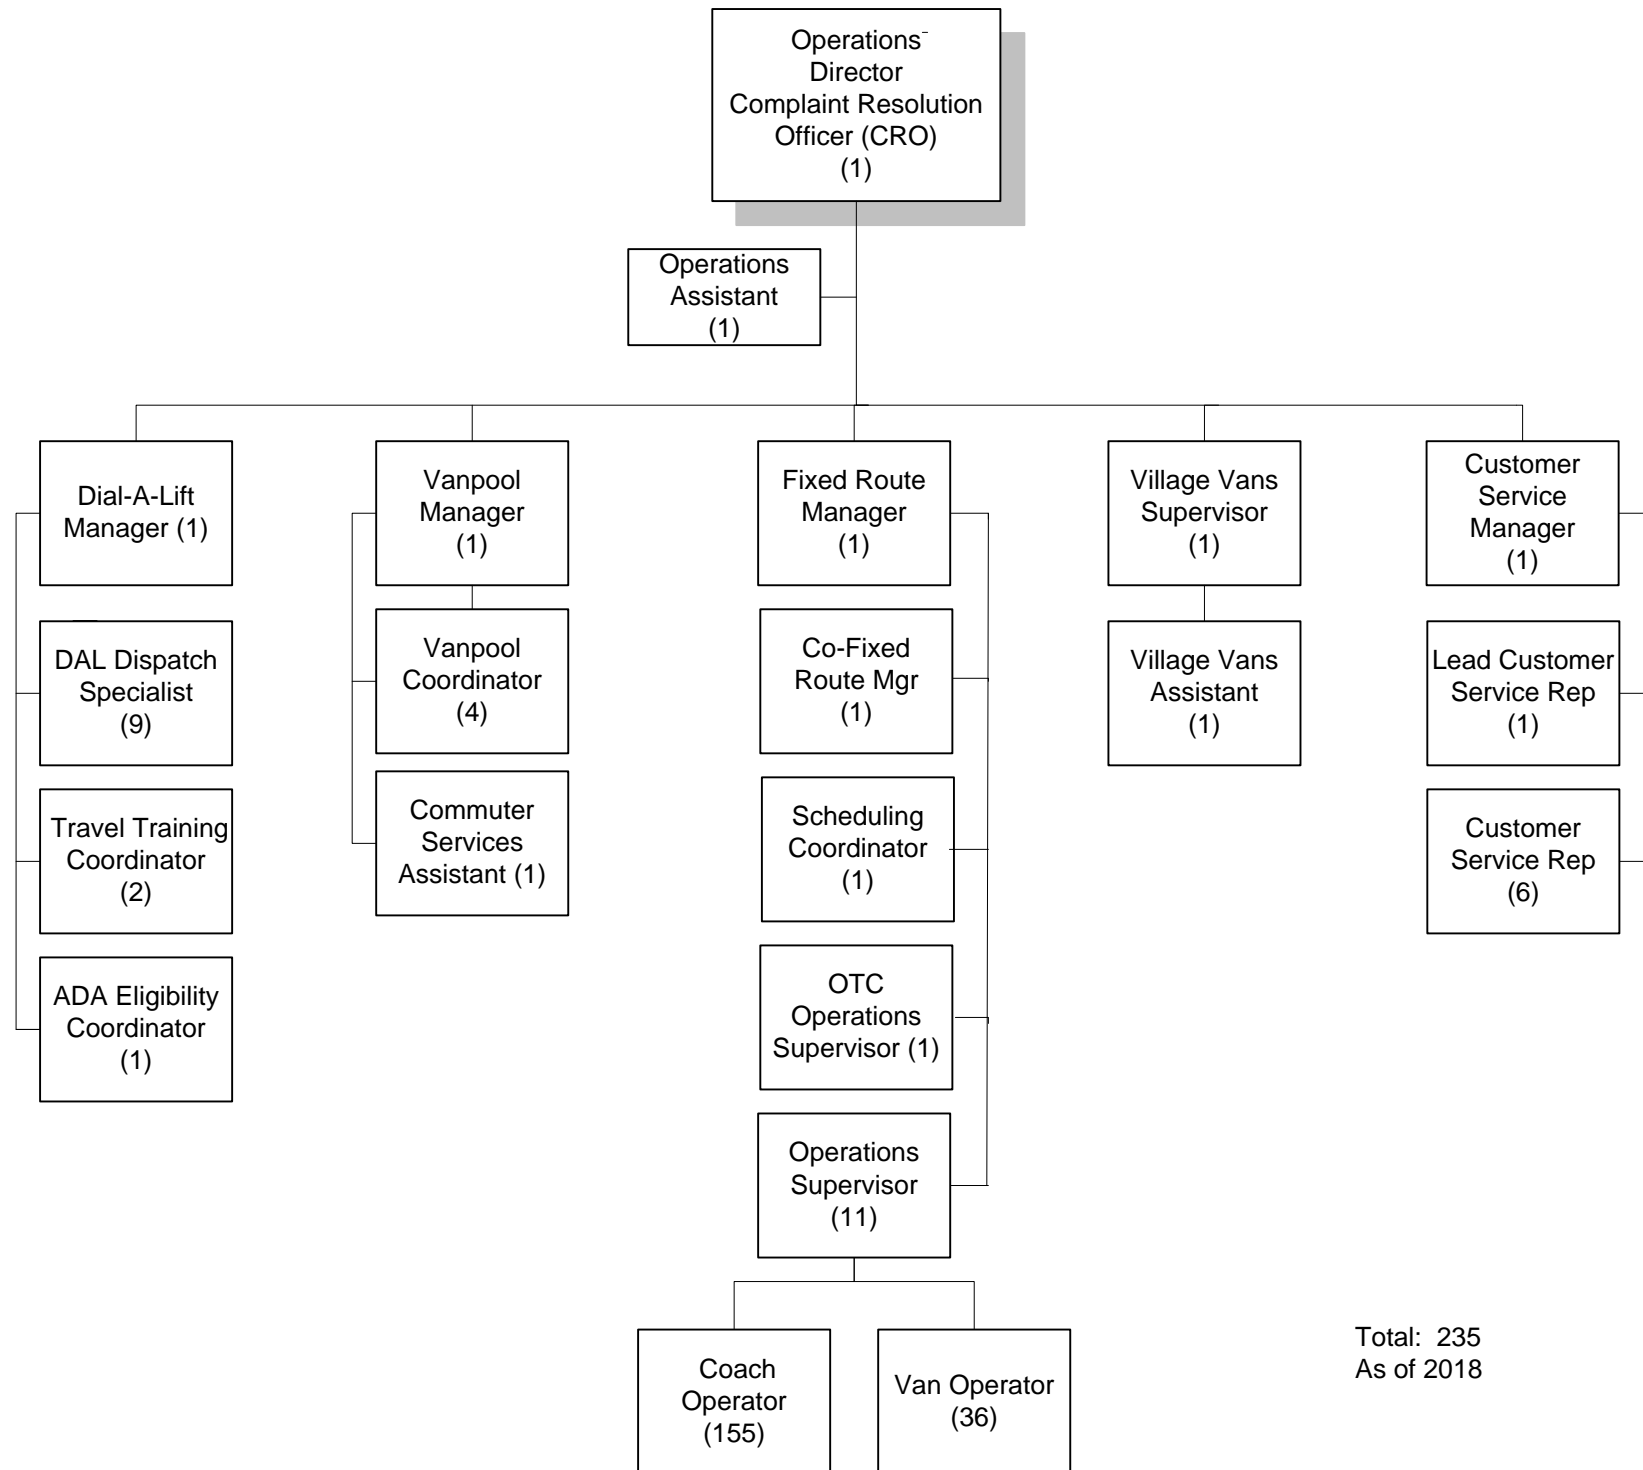 Operations
Director
Complaint Resolution
Officer (CRO)
(1)
Operations
Assistant
(1)
Dial-A-Lift
Manager (1)
Vanpool
Manager
(1)
Fixed Route
Manager
(1)
Village Vans
Supervisor
(1)
Customer
Service
Manager
(1)
DAL Dispatch
Specialist
(9)
Vanpool
Coordinator
(4)
Co-Fixed
Route Mgr
(1)
Village Vans
Assistant
(1)
Lead Customer
Service Rep
(1)
Travel Training
Coordinator
(2)
Commuter
Services
Assistant (1)
Scheduling
Coordinator
(1)
Customer
Service Rep
(6)
ADA Eligibility
Coordinator
(1)
OTC
Operations
Supervisor (1)
Operations
Supervisor
(11)
Coach
Operator
(155)
Van Operator
(36)
Total:  235
As of 2018